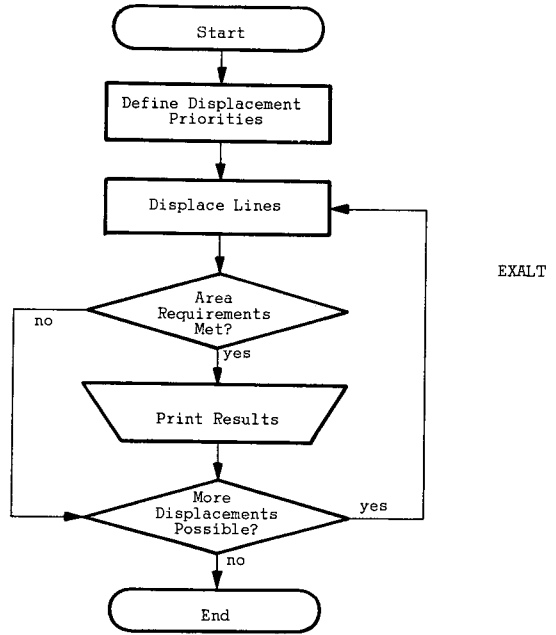 Start
Define Displacement
Priorities
Displace Lines
EXALT
Area
Requirements
Met?
no
yes
Print Results
More
Displacements
Possible?
yes
no
End